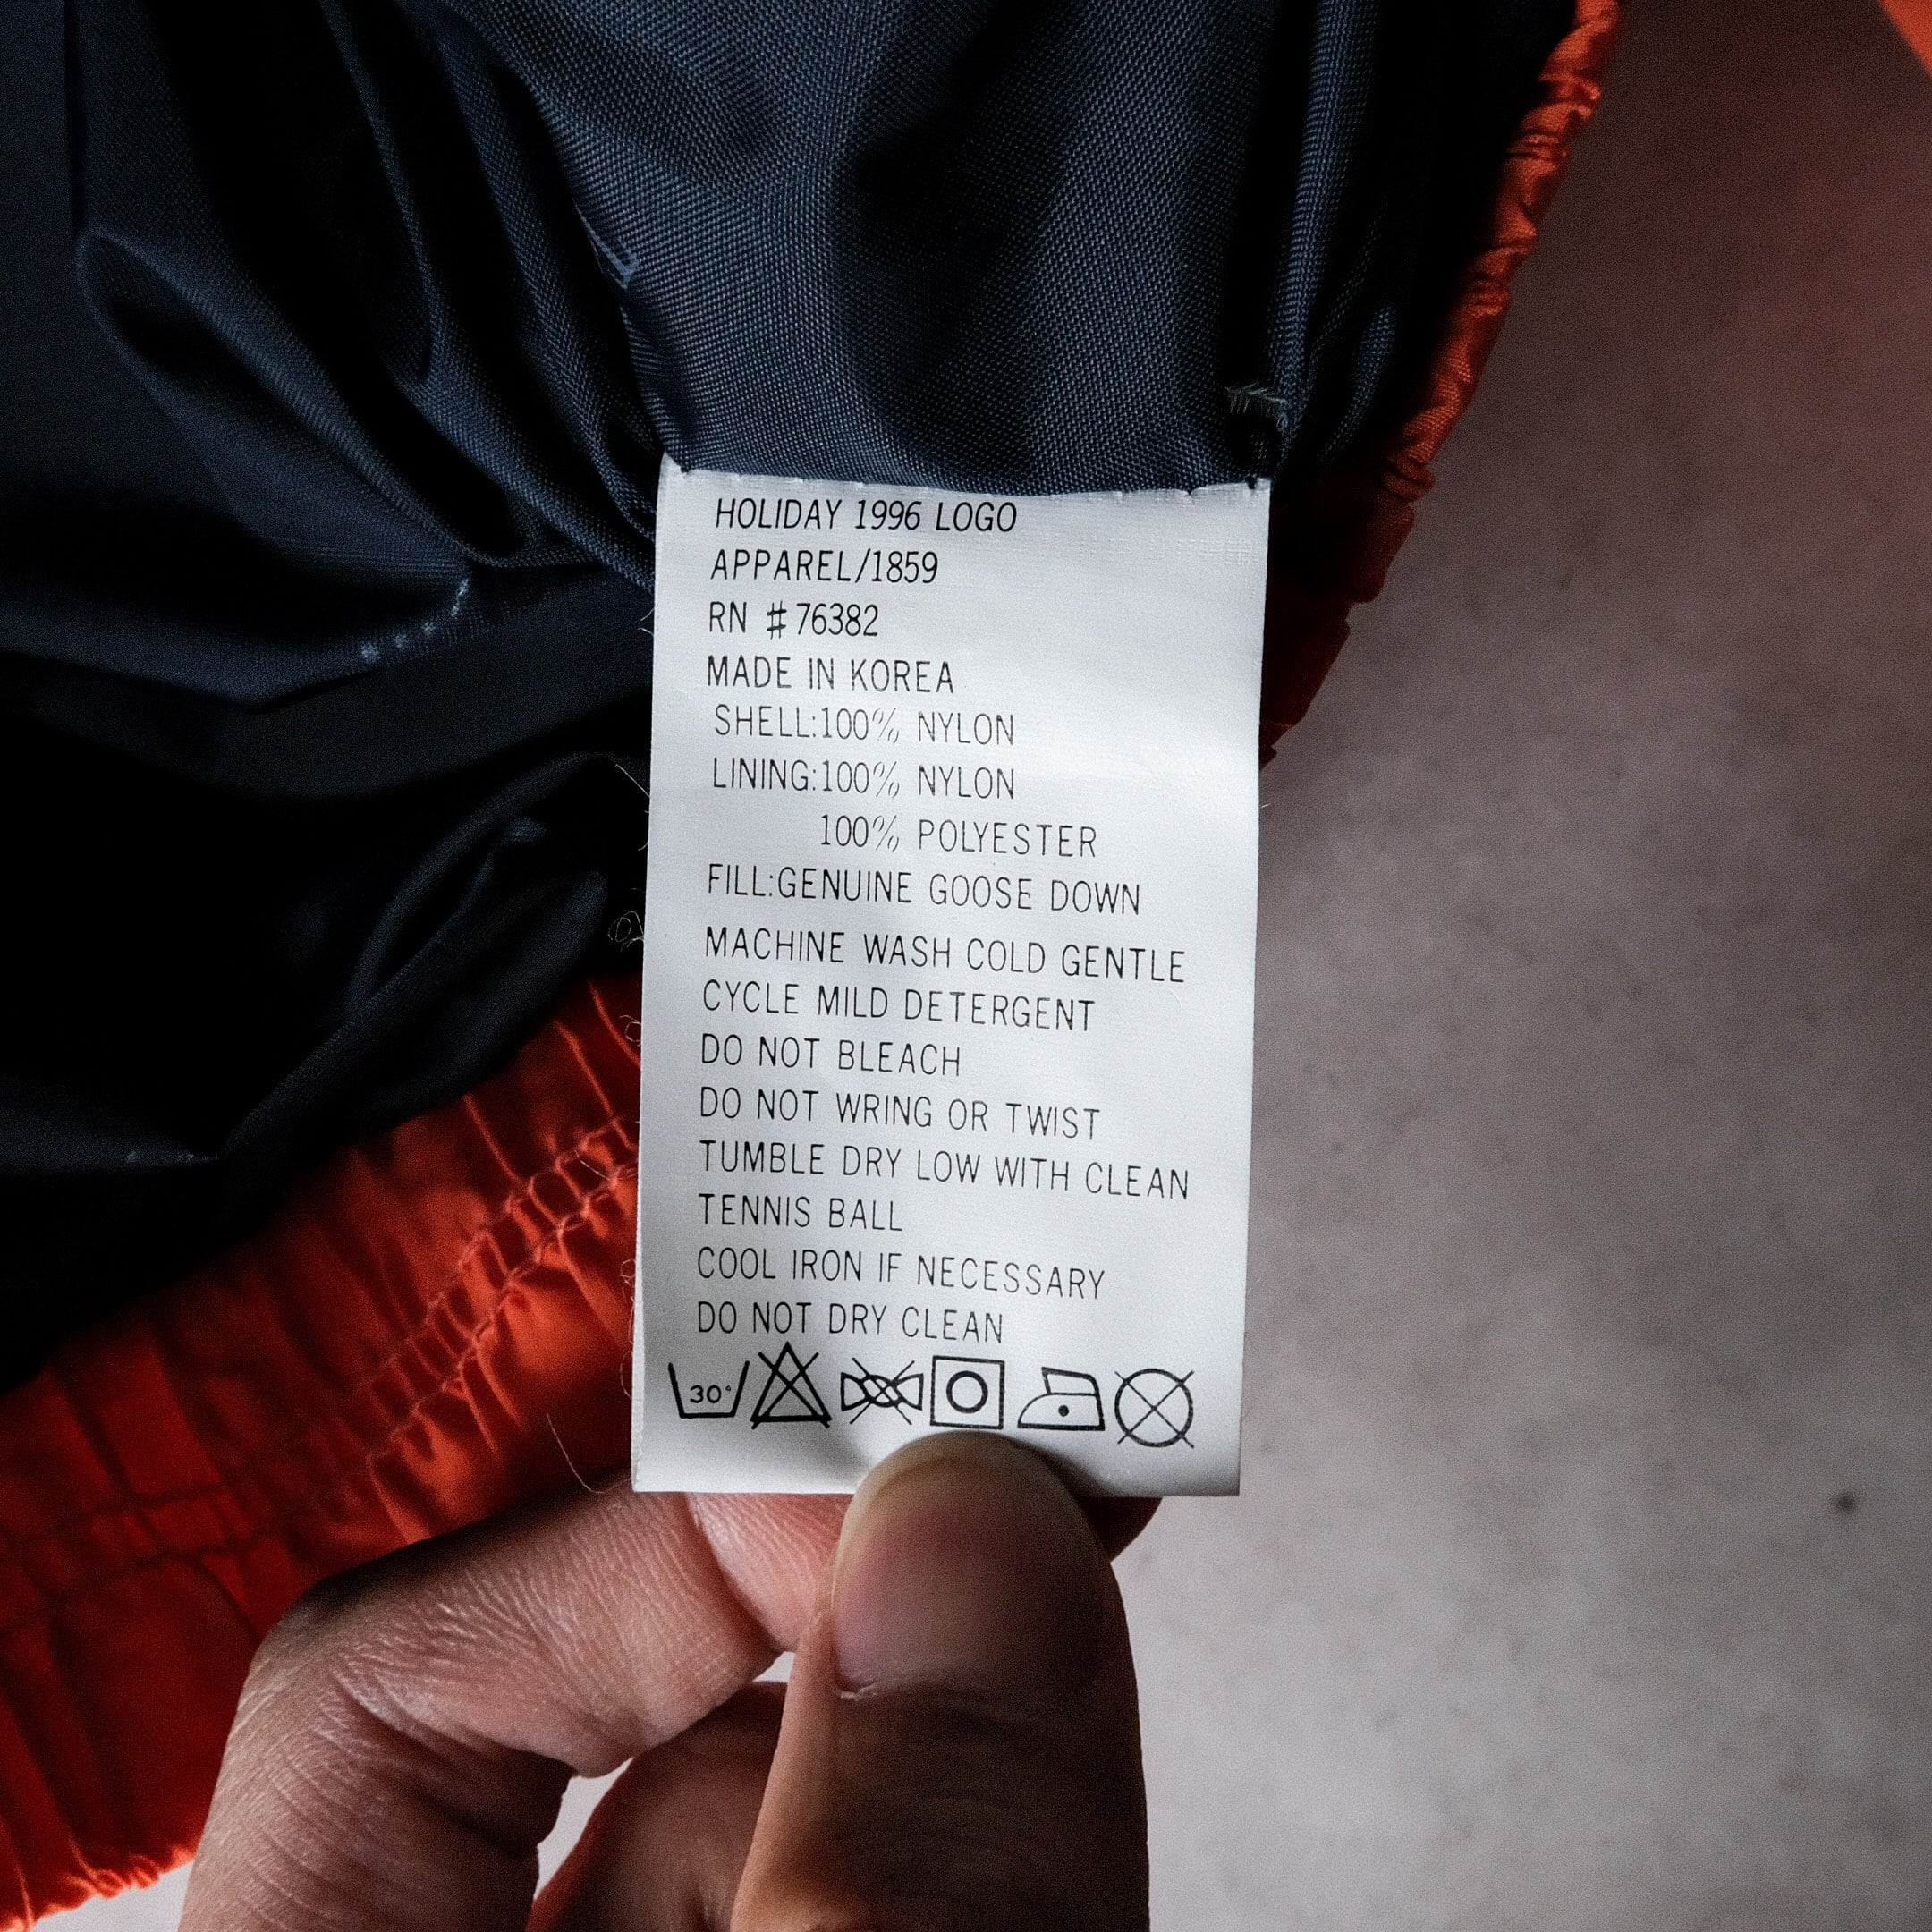 HOLIDAY 1996 LOGO
APPAREL/1859
RN #76382
MADE IN KOREA
SHELL:100% NYLON
LINING:100% NYLON
100% POLYESTER
FILL:GENUINE GOOSE DOWN
MACHINE WASH COLD GENTLE
CYCLE MILD DETERGENT
DO NOT BLEACH
DO NOT WRING OR TWIST
TUMBLE DRY LOW WITH CLEAN
TENNIS BALL
COOL IRON IF NECESSARY
DO NOT DRY CLEAN
30°